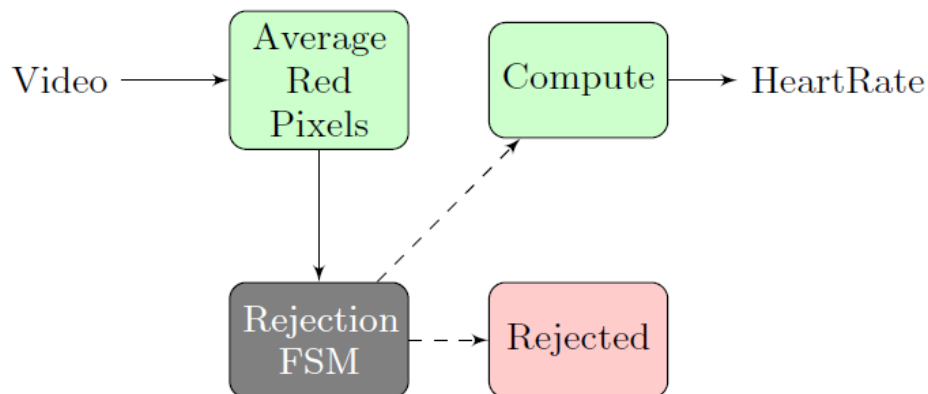 Video
Average
Red
Pixels
Compute
HeartRate
Rejection
FSM
Rejected